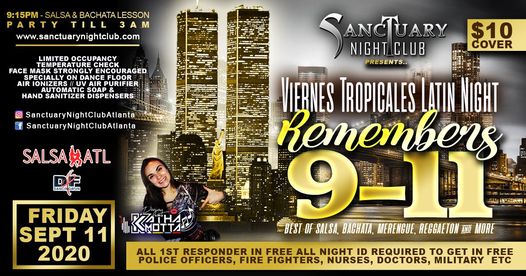 9:15PM - SALSA & BACHATA LESSON
PARTY TILL 3AM
www.sanctuarynightclub.com
LIMITED OCCUPANCY
TEMPERATURE CHECK
FACE MASK STRONGLY ENCOURAGED
SPECIALLY ON DANCE FLOOR
AIR IONIZERS // UV AIR PURIFIER
AUTOMATIC SOAP &
HAND SANITIZER DISPENSERS
SanctuaryNightClubAtlanta
SanctuaryNightClubAtlanta
SALSA ATL
FRIDAY
SEPT 11
2020
KATHA
MOTTA
SANCTUARY
NIGHT CLUB
PRESENTS..
$10
COVER
VIERNES TROPICALES LATIN NIGHT
Remembers
9-11
BEST OF SALSA, BACHATA, MERENGUE, REGGAETON AND MORE
ALL 1ST RESPONDER IN FREE ALL NIGHT ID REQUIRED TO GET IN FREE
POLICE OFFICERS, FIRE FIGHTERS, NURSES, DOCTORS, MILITARY ETC